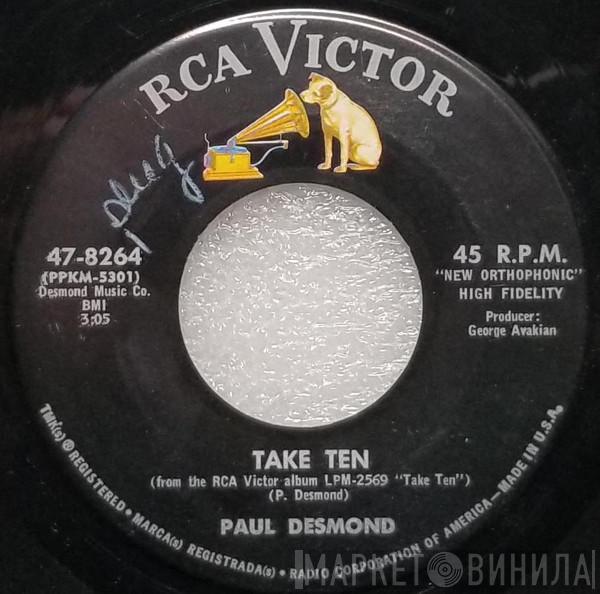 RCA VICTOR
47-8264
(PPKM-5301)
Desmond Music Co.
BMI
3:05
45 R.P.M.
"NEW ORTHOPHONIC"
HIGH FIDELITY
Producer:
George Avakian
TAKE TEN
(from the RCA Victor album LPM-2569 "Take Ten")
(P. Desmond)
PAUL DESMOND
TMK(s) ® REGISTERED • MARCA(s) REGISTRADA(s) • RADIO CORPORATION OF AMERICA—MADE IN U.S.A.
МАРКЕТ ВИНИЛА